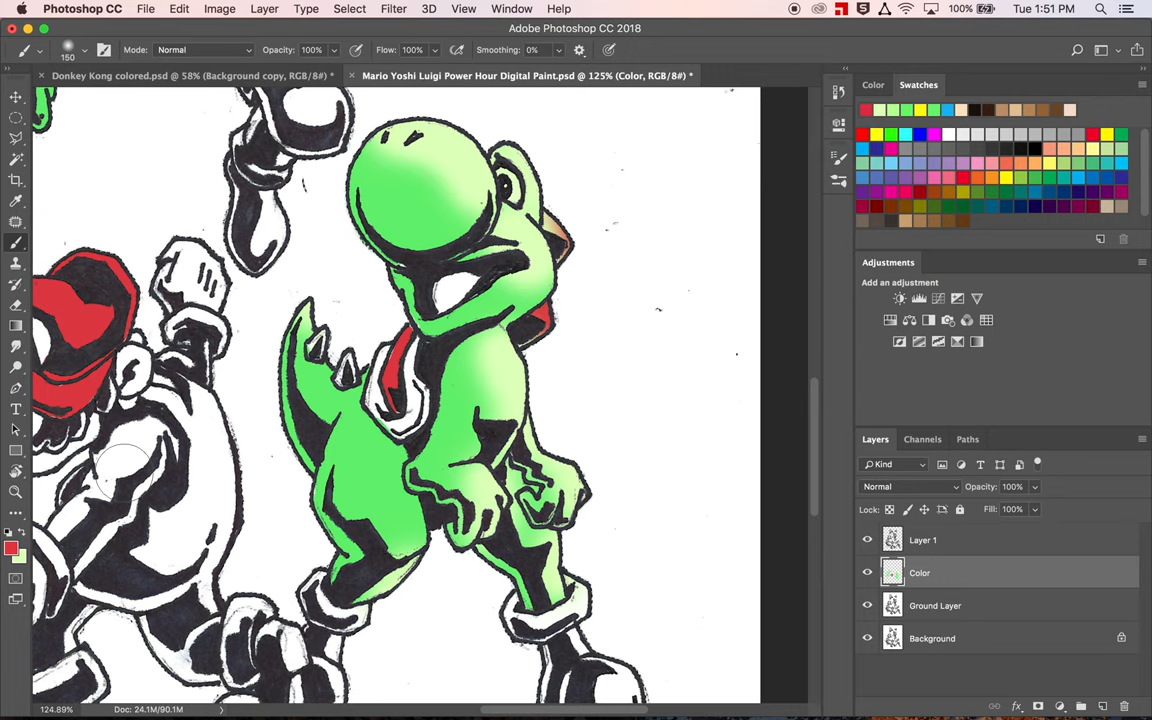 Photoshop CC File Edit Image Layer Type Select Filter 3D View Window Help 100% Tue 1:51 PM
Adobe Photoshop CC 2018
150 Mode: Normal Opacity: 100% Flow: 100% Smoothing: 0%
Donkey Kong colored.psd @ 58% (Background copy, RGB/8#) * Mario Yoshi Luigi Power Hour Digital Paint.psd @ 125% (Color, RGB/8#) *
Color Swatches
Adjustments
Add an adjustment
Layers Channels Paths
Kind
Normal Opacity: 100%
Lock: Fill: 100%
Layer 1
Color
Ground Layer
Background
124.89% Doc: 24.1M/90.1M